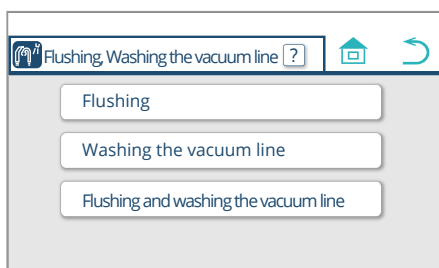 Flushing, Washing the vacuum line ?
Flushing
Washing the vacuum line
Flushing and washing the vacuum line